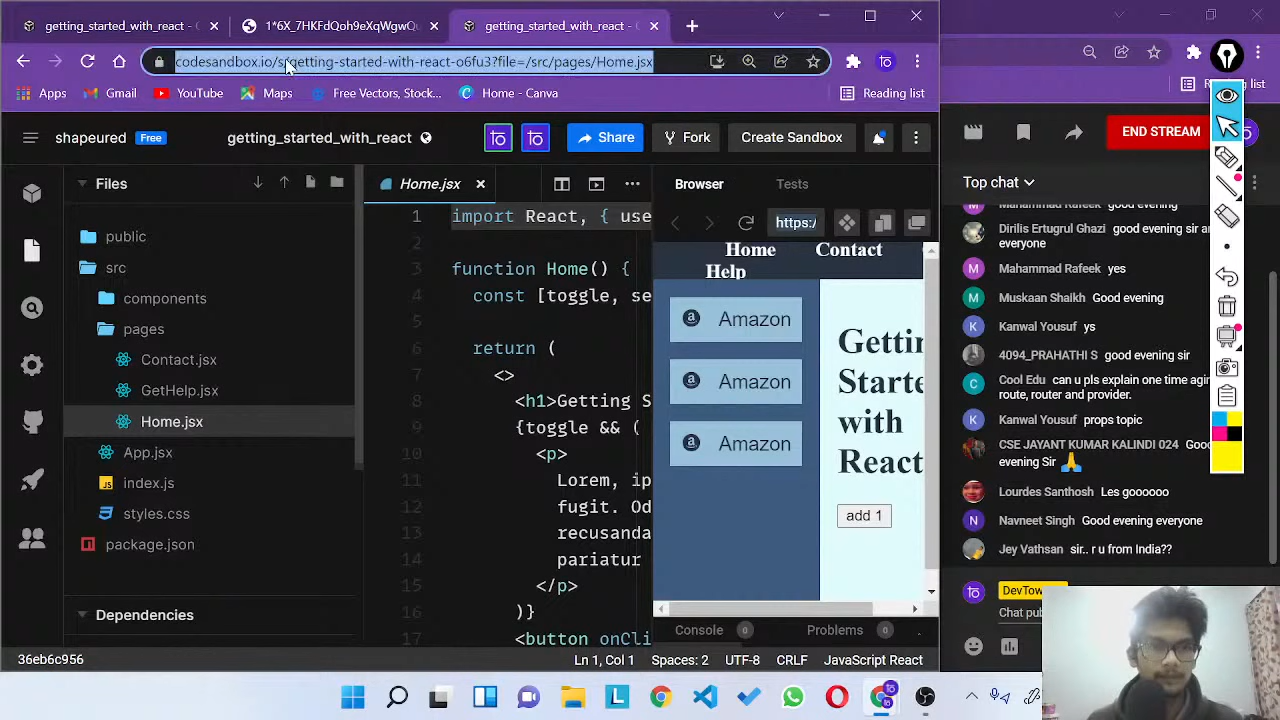 getting_started_with_react - (
1*6X_7HKFdQoh9eXqWgwQu
getting_started_with_react - (
codesandbox.io/s/getting-started-with-react-o6fu3?file=/src/pages/Home.jsx
Apps
Gmail
YouTube
Maps
Free Vectors, Stock...
Home - Canva
Reading list
shapeured
Free
getting_started_with_react
Share
Fork
Create Sandbox
END STREAM
Files
Home.jsx
Browser
Tests
Top chat
public
src
components
pages
Contact.jsx
GetHelp.jsx
Home.jsx
App.jsx
index.js
styles.css
package.json
Dependencies
1 import React, { use
2
3 function Home() {
4 const [toggle, se
5
6 return (
7 <>
8 <h1>Getting S
9 {toggle && (
10 <p>
11 Lorem, ip
12 fugit. Od
13 recusanda
14 pariatur
15 </p>
16 )}
17 <button onCli
https:/
Home
Contact
Help
Amazon
Amazon
Amazon
Gettin
Starte
with
React
add 1
Console 0
Problems 0
Mahammad Rafeek good evening
Dirilis Ertugrul Ghazi good evening sir ar
everyone
Mahammad Rafeek yes
Muskaan Shaikh Good evening
Kanwal Yousuf ys
4094_PRAHATHI S good evening sir
Cool Edu can u pls explain one time agir
route, router and provider.
Kanwal Yousuf props topic
CSE JAYANT KUMAR KALINDI 024 Good
evening Sir 🙏
Lourdes Santhosh Les goooooo
Navneet Singh Good evening everyone
Jey Vathsan sir.. r u from India??
DevTow
Chat pub
36eb6c956
Ln 1, Col 1
Spaces: 2
UTF-8
CRLF
JavaScript React